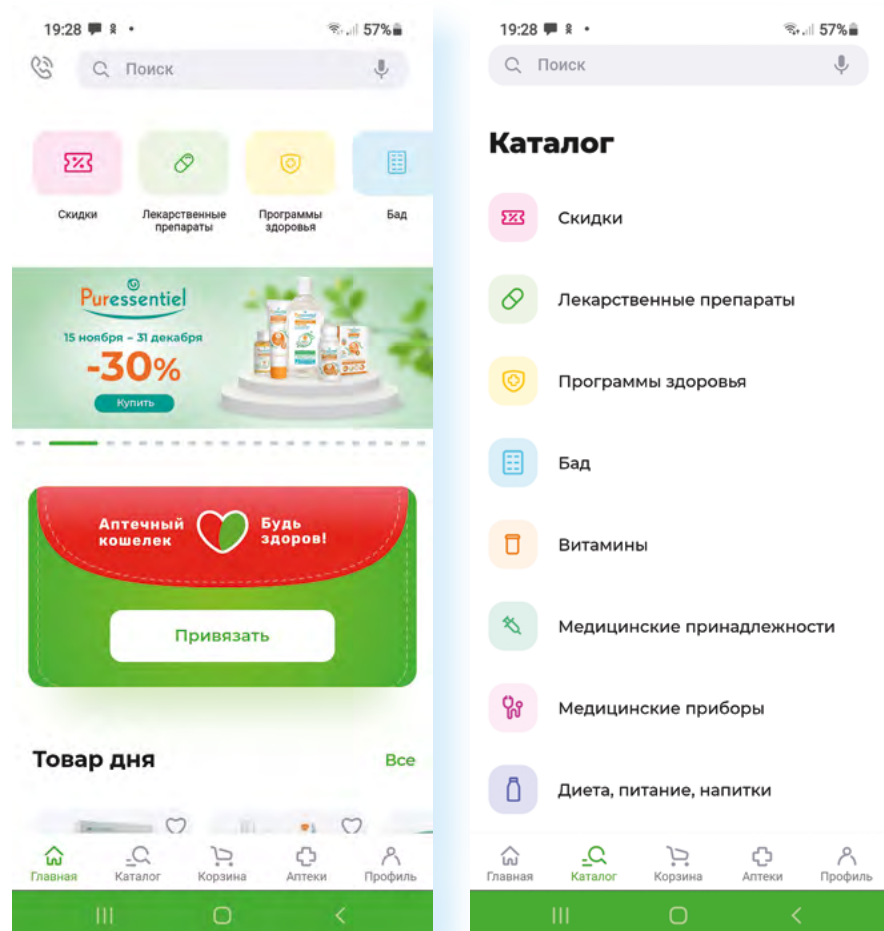 19:28
57%
Поиск
Скидки
Лекарственные
препараты
Программы
здоровья
Бад
Puressentiel
15 ноября – 31 декабря
-30%
Купить
Аптечный
кошелек
Будь
здоров!
Привязать
Товар дня
Все
Главная
Каталог
Корзина
Аптеки
Профиль
19:28
57%
Поиск
Каталог
Скидки
Лекарственные препараты
Программы здоровья
Бад
Витамины
Медицинские принадлежности
Медицинские приборы
Диета, питание, напитки
Главная
Каталог
Корзина
Аптеки
Профиль